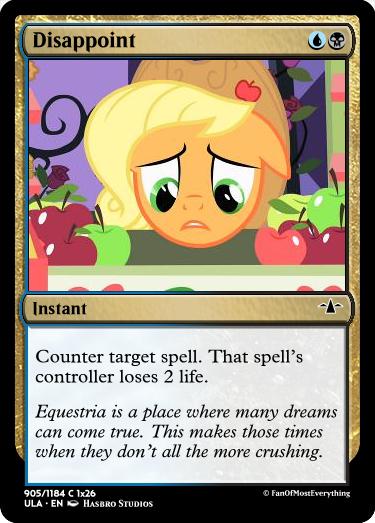 Disappoint
Instant
Counter target spell. That spell's
controller loses 2 life.
Equestria is a place where many dreams
can come true. This makes those times
when they don't all the more crushing.
905/1184 C 1x26
ULA • EN HASBRO STUDIOS
© FanOfMostEverything